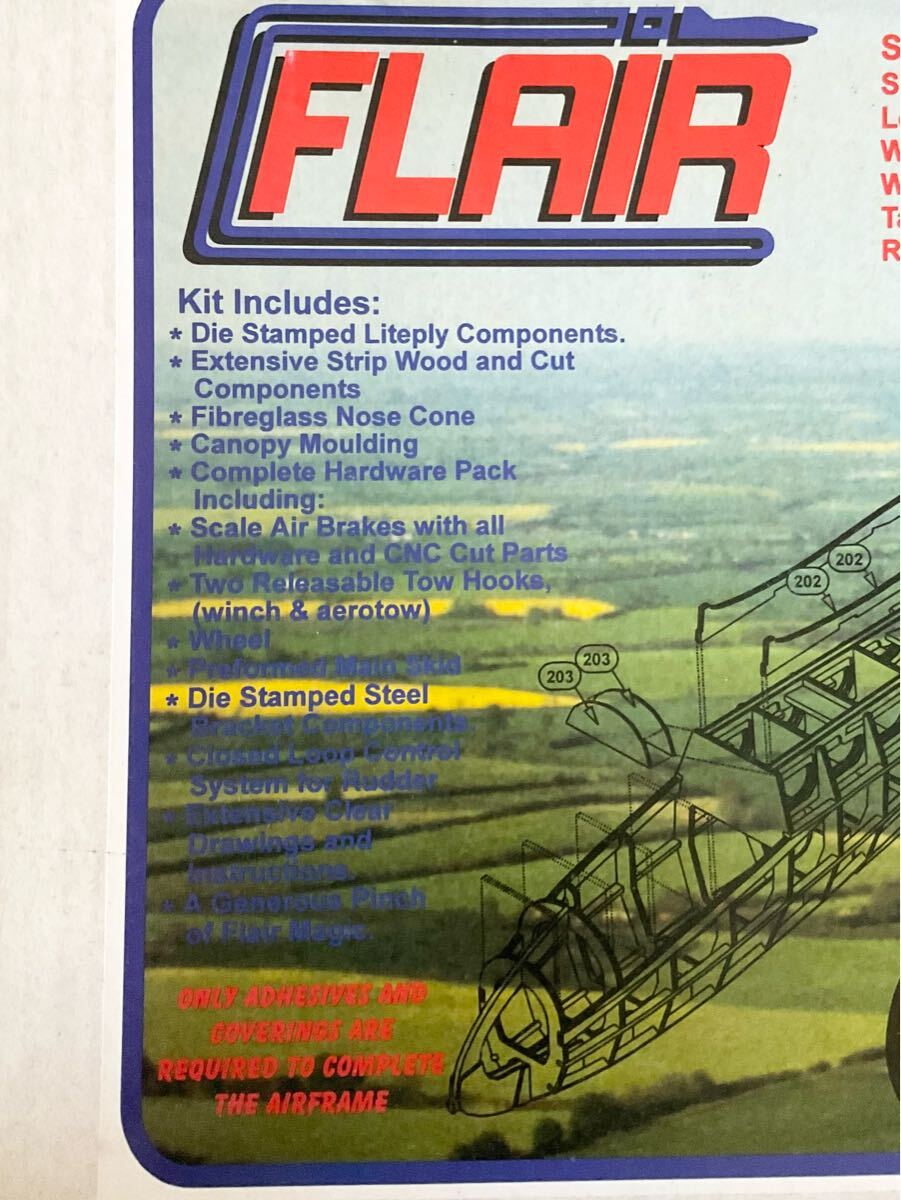 FLAIR
Kit Includes:
* Die Stamped Liteply Components.
* Extensive Strip Wood and Cut
Components
* Fibreglass Nose Cone
* Canopy Moulding
* Complete Hardware Pack
Including:
* Scale Air Brakes with all
Hardware and CNC Cut Parts
* Two Releasable Tow Hooks,
(winch & aerotow)
* Wheel
* Preformed Main Skid
* Die Stamped Steel
Bracket Components.
* Closed Loop Control
System for Rudder
* Extensive Clear
Drawings and
Instructions.
* A Generous Pinch
of Flair Magic.
ONLY ADHESIVES AND
COVERINGS ARE
REQUIRED TO COMPLETE
THE AIRFRAME
203
203
202
202
S
S
L
W
W
Ta
R